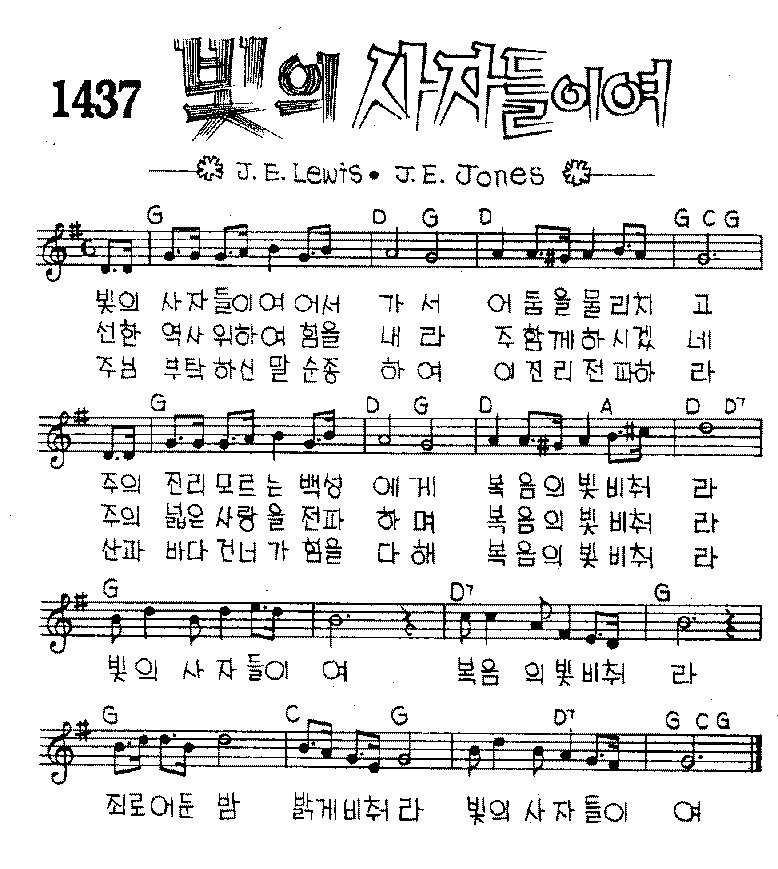 1437 빛의 사자들이여
J.E. Lewis • J.E. Jones
G D G D G C G
빛의 사자들이여 어서 가서 어둠을물리치 고
선한 역사위하여 힘을 내라 주함께하시겠 네
주님 부탁하신 말 순종 하여 이진리전파하 라
G D G D A D D7
주의 진리모르는 백성 에게 복음의빛비춰 라
주의 넓은사랑을 전파 하며 복음의빛비춰 라
산과 바다건너가 힘을 다해 복음의빛비춰 라
G D7 G
빛의 사자들이 여 복음 의빛비춰 라
G C G D7 G C G
죄로어둔 밤 밝게비춰라 빛의 사자들이 여